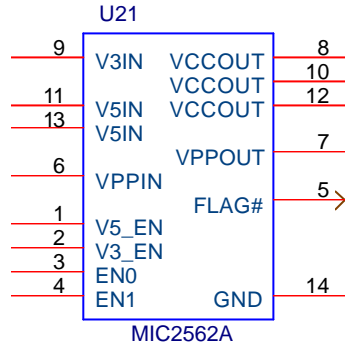 U21
9 V3IN VCCOUT 8
VCCOUT 10
11 V5IN VCCOUT 12
13 V5IN
VPPOUT 7
6 VPPIN
FLAG# 5
1 V5_EN
2 V3_EN
3 EN0
4 EN1 GND 14
MIC2562A